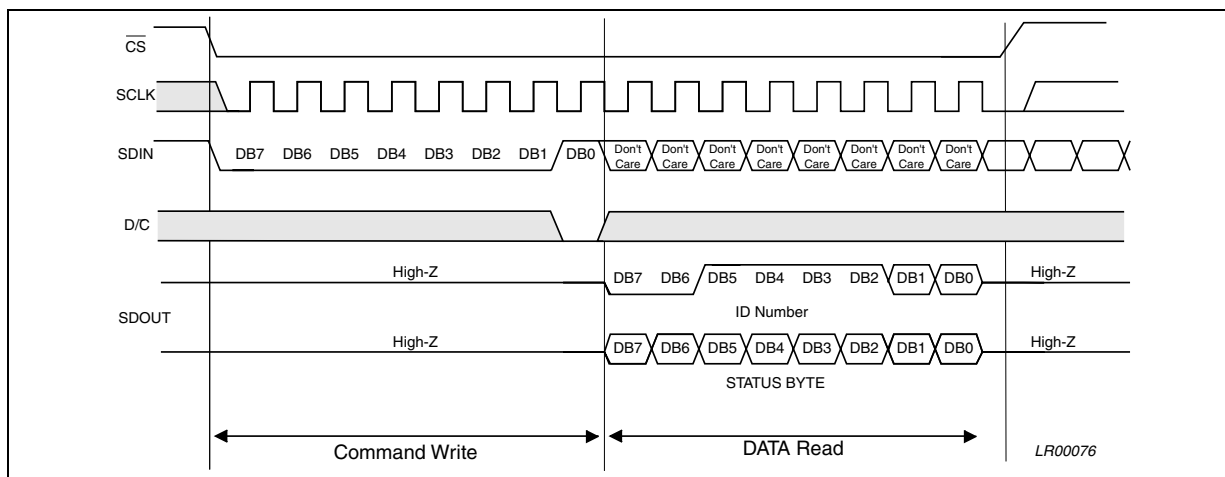 CS
SCLK
SDIN DB7 DB6 DB5 DB4 DB3 DB2 DB1 DB0 Don't Care Don't Care Don't Care Don't Care Don't Care Don't Care Don't Care Don't Care
D/C
High-Z DB7 DB6 DB5 DB4 DB3 DB2 DB1 DB0 High-Z
ID Number
SDOUT
High-Z DB7 DB6 DB5 DB4 DB3 DB2 DB1 DB0 High-Z
STATUS BYTE
Command Write DATA Read LR00076